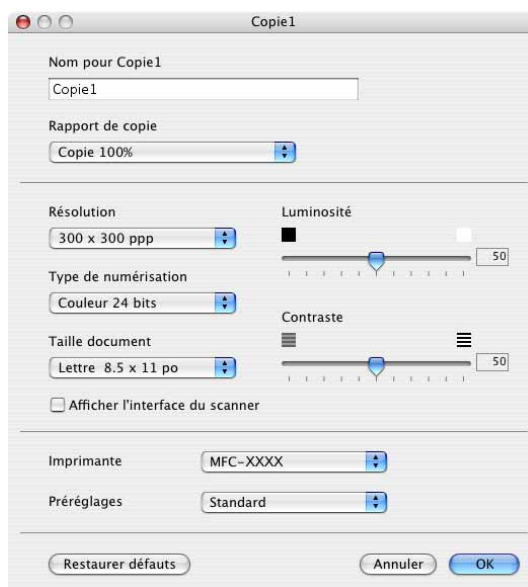 Copie1
Nom pour Copie1
Copie1
Rapport de copie
Copie 100%
Résolution
300 x 300 ppp
Luminosité
50
Type de numérisation
Couleur 24 bits
Contraste
50
Taille document
Lettre 8.5 x 11 po
Afficher l'interface du scanner
Imprimante
MFC-XXXX
Préréglages
Standard
Restaurer défauts
Annuler
OK